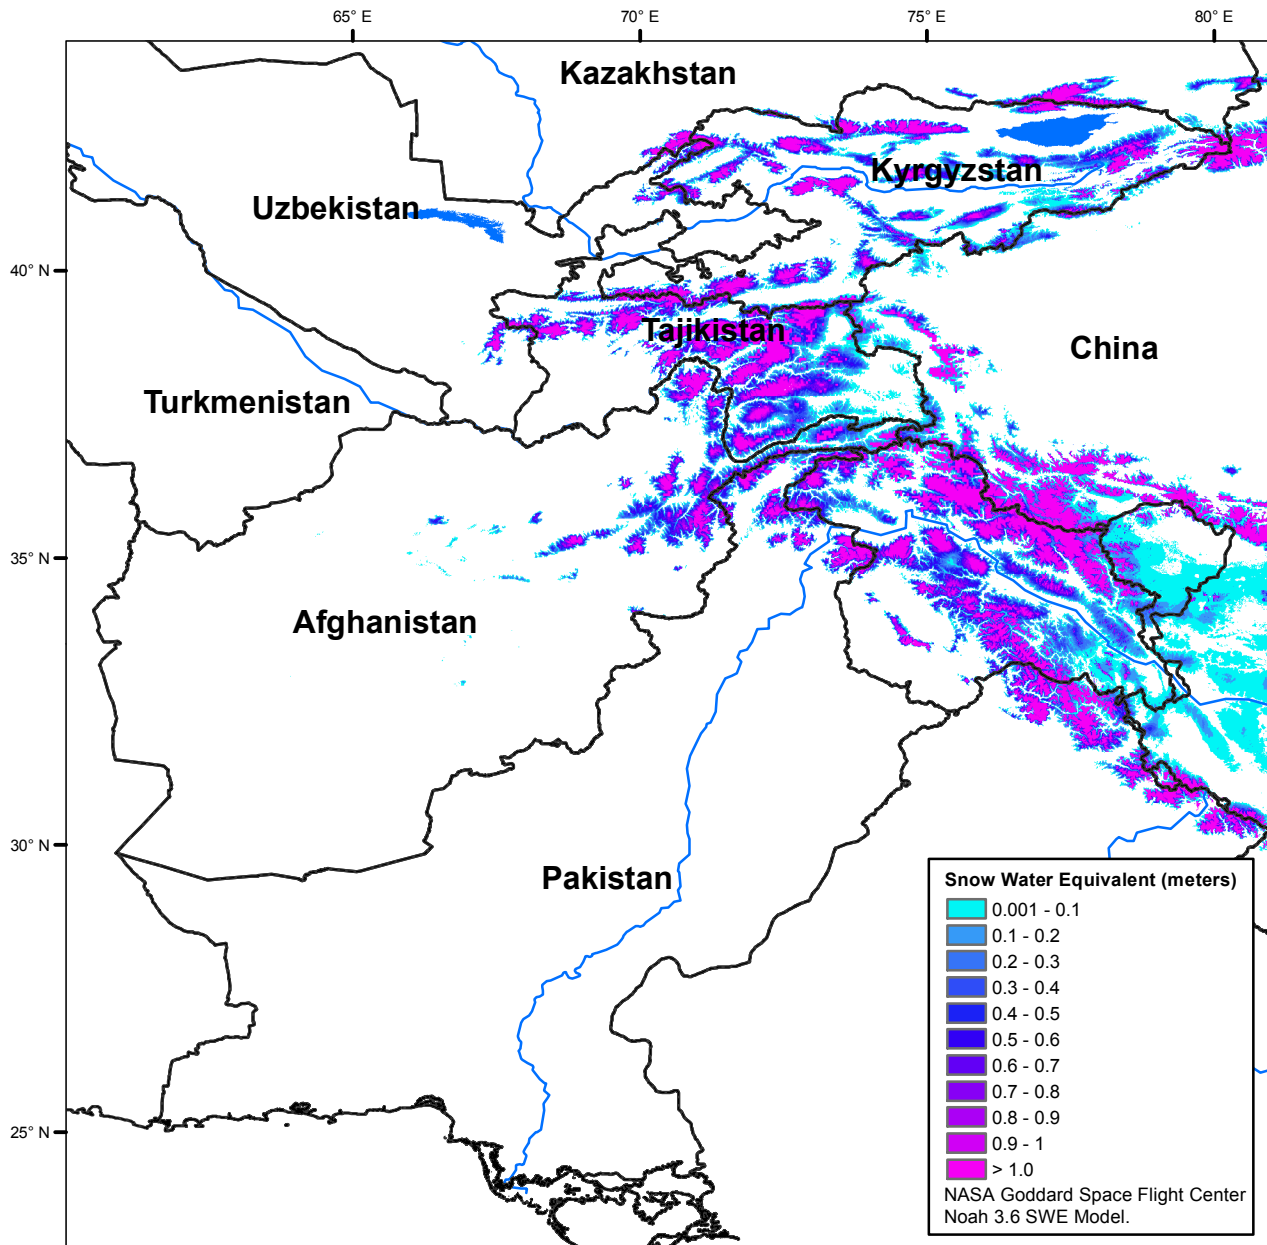 65° E
70° E
75° E
80° E
Kazakhstan
Kyrgyzstan
Uzbekistan
40° N
Tajikistan
China
Turkmenistan
35° N
Afghanistan
30° N
Pakistan
25° N
Snow Water Equivalent (meters)
0.001 - 0.1
0.1 - 0.2
0.2 - 0.3
0.3 - 0.4
0.4 - 0.5
0.5 - 0.6
0.6 - 0.7
0.7 - 0.8
0.8 - 0.9
0.9 - 1
> 1.0
NASA Goddard Space Flight Center
Noah 3.6 SWE Model.